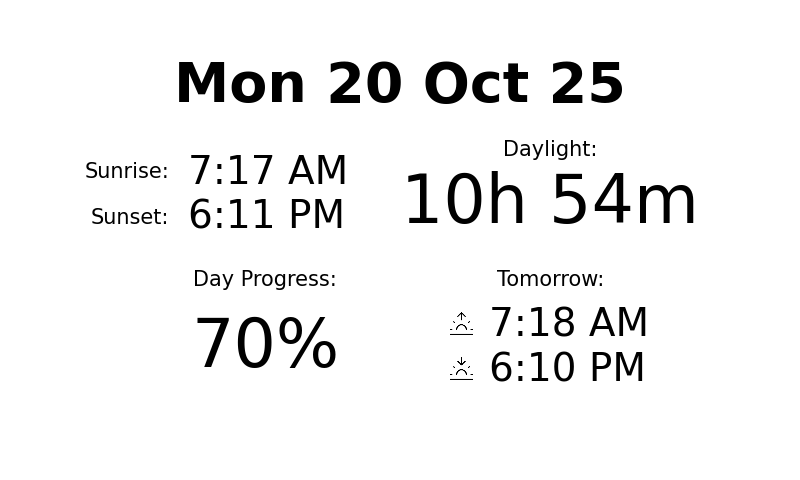 Mon 20 Oct 25
Sunrise: 7:17 AM
Sunset: 6:11 PM
Daylight:
10h 54m
Day Progress:
70%
Tomorrow:
7:18 AM
6:10 PM